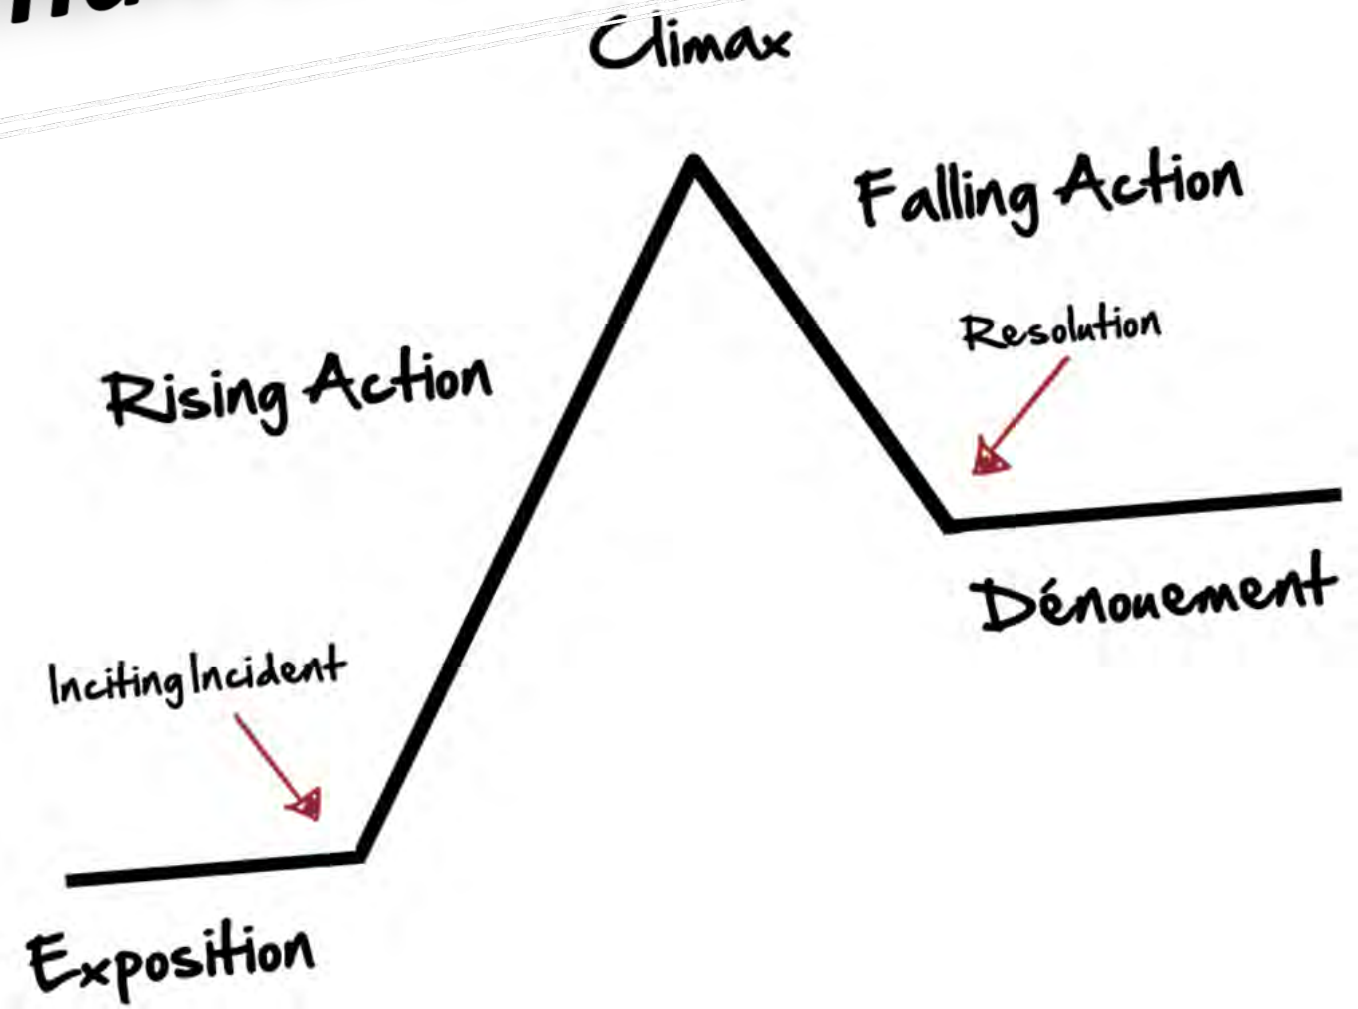 Climax
Falling Action
Resolution
Rising Action
Dénouement
Inciting Incident
Exposition